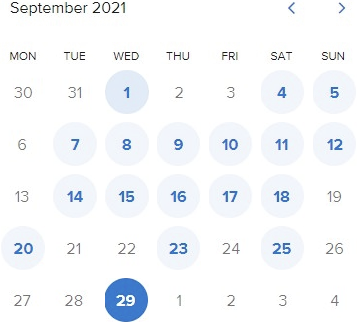 September 2021
MON TUE WED THU FRI SAT SUN
30 31 1 2 3 4 5
6 7 8 9 10 11 12
13 14 15 16 17 18 19
20 21 22 23 24 25 26
27 28 29 1 2 3 4